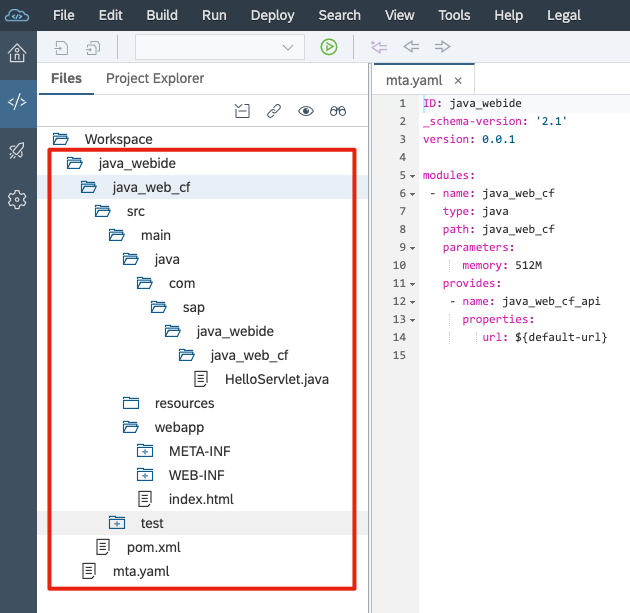 File Edit Build Run Deploy Search View Tools Help Legal
Files Project Explorer
Workspace
java_webide
java_web_cf
src
main
java
com
sap
java_webide
java_web_cf
HelloServlet.java
resources
webapp
META-INF
WEB-INF
index.html
test
pom.xml
mta.yaml
mta.yaml ×
1 ID: java_webide
2 _schema-version: '2.1'
3 version: 0.0.1
4
5 modules:
6 - name: java_web_cf
7 type: java
8 path: java_web_cf
9 parameters:
10 memory: 512M
11 provides:
12 - name: java_web_cf_api
13 properties:
14 url: ${default-url}
15